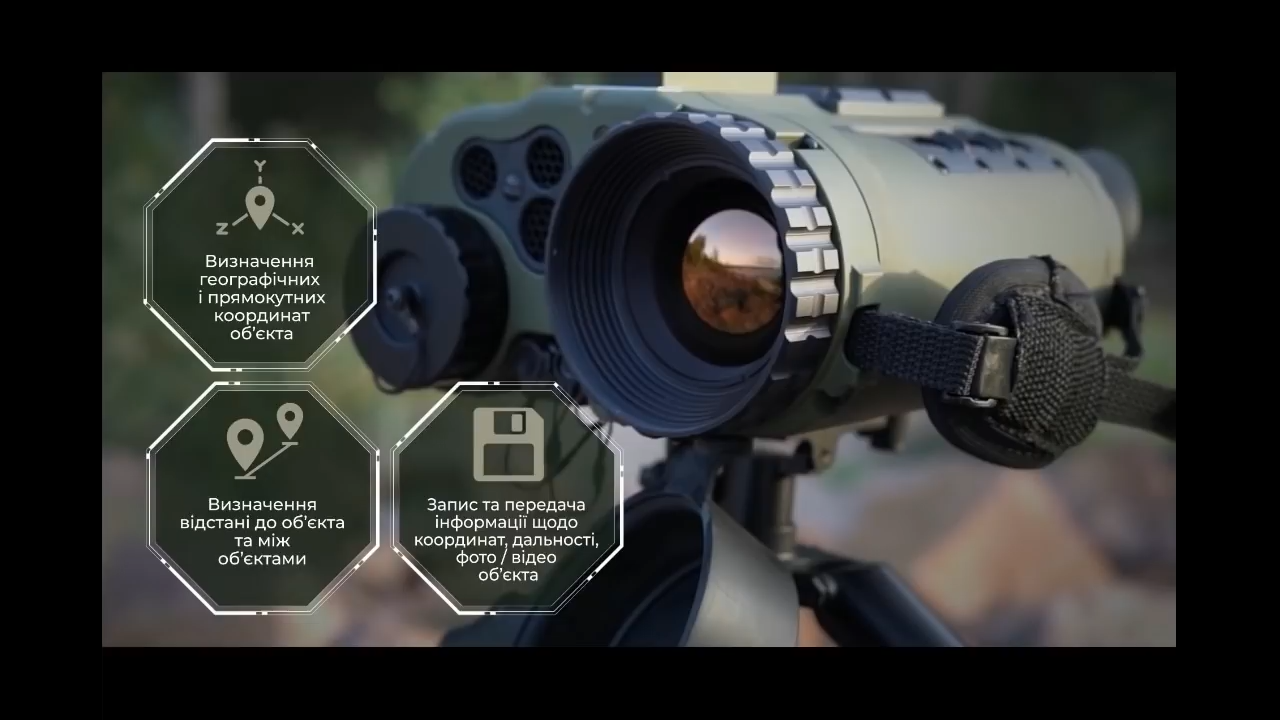 Y
Z X
Визначення
географічних
і прямокутних
координат
об'єкта
Визначення
відстані до об'єкта
та між
об'єктами
Запис та передача
інформації щодо
координат, дальності,
фото / відео
об'єкта